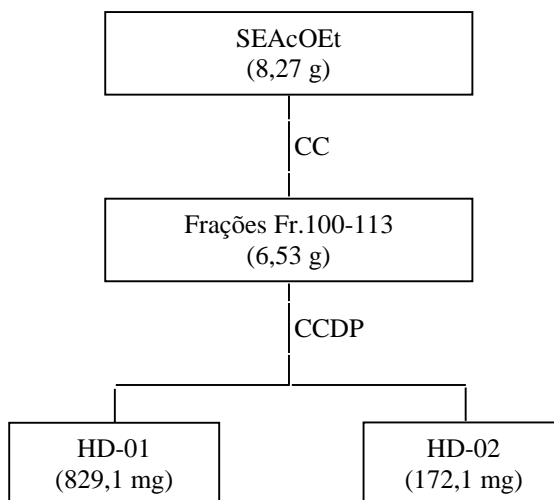 SEAcOEt
(8,27 g)
CC
Frações Fr.100-113
(6,53 g)
CCDP
HD-01
(829,1 mg)
HD-02
(172,1 mg)